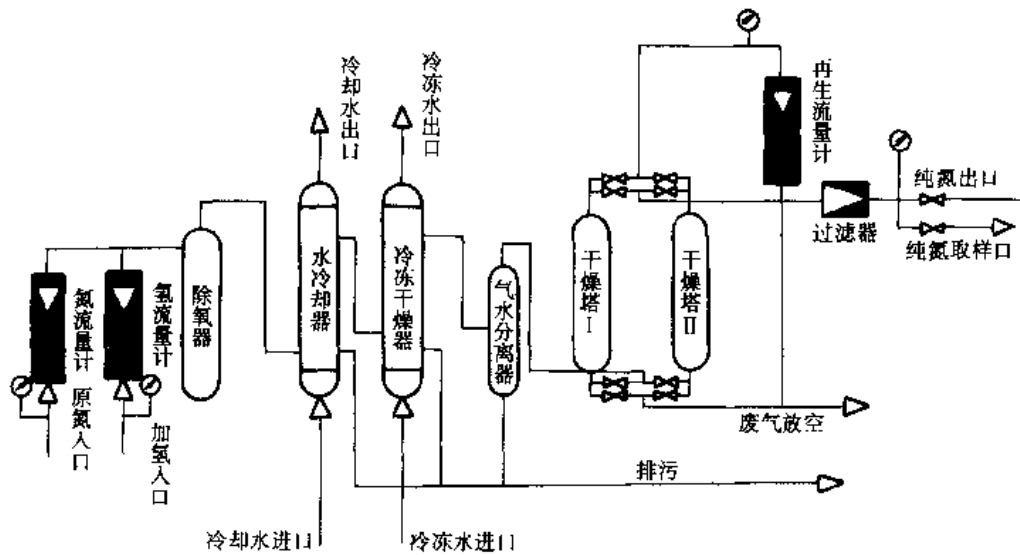 冷却水出口
冷冻水出口
再生流量计
纯氮出口
纯氮取样口
过滤器
氮流量计
氢流量计
除氧器
水冷却器
冷冻干燥器
气水分离器
干燥塔Ⅰ
干燥塔Ⅱ
原氮入口
加氢入口
废气放空
排污
冷却水进口
冷冻水进口